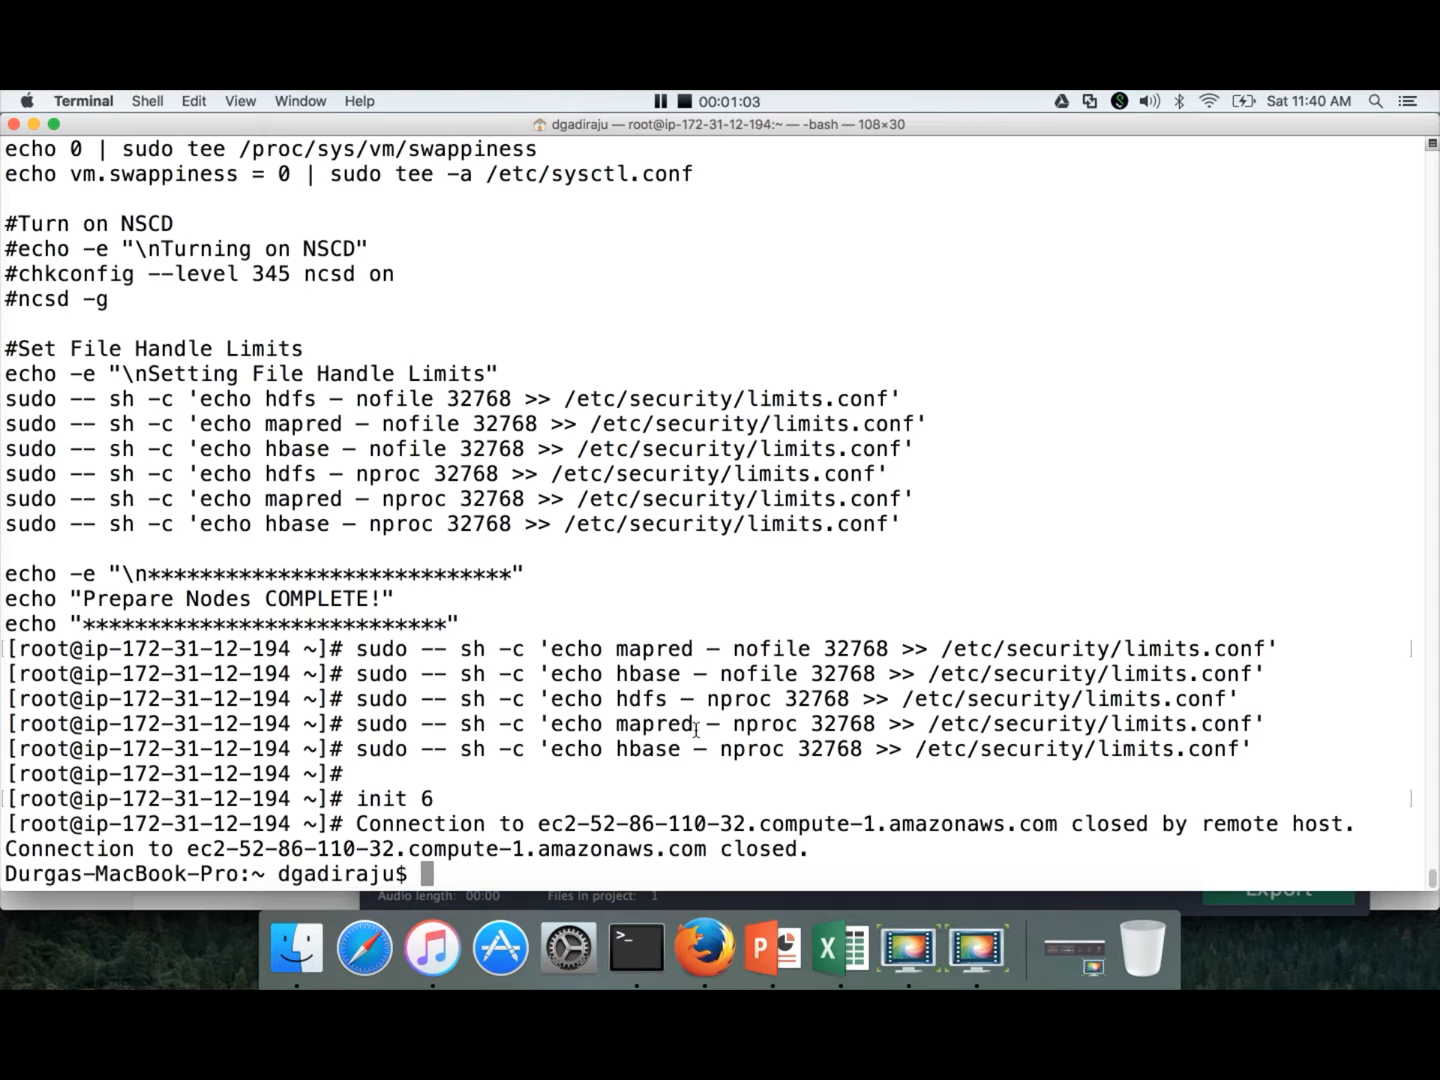 Terminal Shell Edit View Window Help 00:01:03 Sat 11:40 AM
dgadiraju — root@ip-172-31-12-194:~ — -bash — 108×30
echo 0 | sudo tee /proc/sys/vm/swappiness
echo vm.swappiness = 0 | sudo tee -a /etc/sysctl.conf
#Turn on NSCD
#echo -e "\nTurning on NSCD"
#chkconfig --level 345 ncsd on
#ncsd -g
#Set File Handle Limits
echo -e "\nSetting File Handle Limits"
sudo -- sh -c 'echo hdfs – nofile 32768 >> /etc/security/limits.conf'
sudo -- sh -c 'echo mapred – nofile 32768 >> /etc/security/limits.conf'
sudo -- sh -c 'echo hbase – nofile 32768 >> /etc/security/limits.conf'
sudo -- sh -c 'echo hdfs – nproc 32768 >> /etc/security/limits.conf'
sudo -- sh -c 'echo mapred – nproc 32768 >> /etc/security/limits.conf'
sudo -- sh -c 'echo hbase – nproc 32768 >> /etc/security/limits.conf'
echo -e "\n****************************"
echo "Prepare Nodes COMPLETE!"
echo "****************************"
[root@ip-172-31-12-194 ~]# sudo -- sh -c 'echo mapred – nofile 32768 >> /etc/security/limits.conf' ]
[root@ip-172-31-12-194 ~]# sudo -- sh -c 'echo hbase – nofile 32768 >> /etc/security/limits.conf'
[root@ip-172-31-12-194 ~]# sudo -- sh -c 'echo hdfs – nproc 32768 >> /etc/security/limits.conf'
[root@ip-172-31-12-194 ~]# sudo -- sh -c 'echo mapred – nproc 32768 >> /etc/security/limits.conf'
[root@ip-172-31-12-194 ~]# sudo -- sh -c 'echo hbase – nproc 32768 >> /etc/security/limits.conf'
[root@ip-172-31-12-194 ~]#
[root@ip-172-31-12-194 ~]# init 6 ]
[root@ip-172-31-12-194 ~]# Connection to ec2-52-86-110-32.compute-1.amazonaws.com closed by remote host.
Connection to ec2-52-86-110-32.compute-1.amazonaws.com closed.
Durgas-MacBook-Pro:~ dgadiraju$
Audio length: 00:00 Files in project: 1 Export